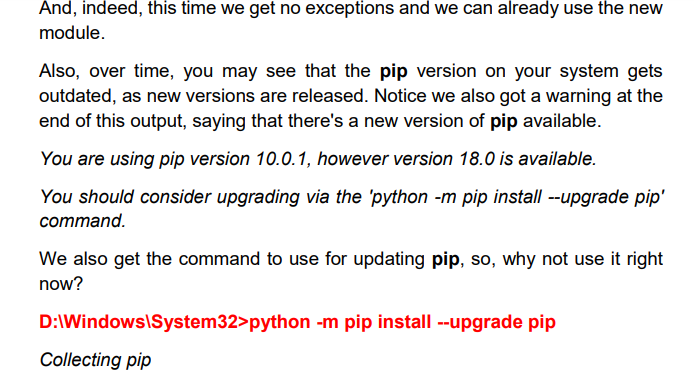 And, indeed, this time we get no exceptions and we can already use the new
module.
Also, over time, you may see that the pip version on your system gets
outdated, as new versions are released. Notice we also got a warning at the
end of this output, saying that there's a new version of pip available.
You are using pip version 10.0.1, however version 18.0 is available.
You should consider upgrading via the 'python -m pip install --upgrade pip'
command.
We also get the command to use for updating pip, so, why not use it right
now?
D:\Windows\System32>python -m pip install --upgrade pip
Collecting pip